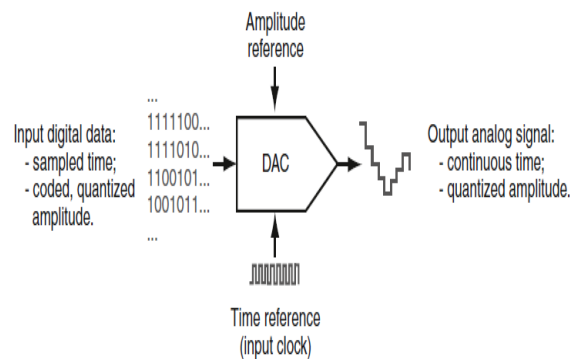 Amplitude
reference
Input digital data:
- sampled time;
- coded, quantized
amplitude.
...
1111100...
1111010...
1100101...
1001011...
...
DAC
Output analog signal:
- continuous time;
- quantized amplitude.
Time reference
(input clock)